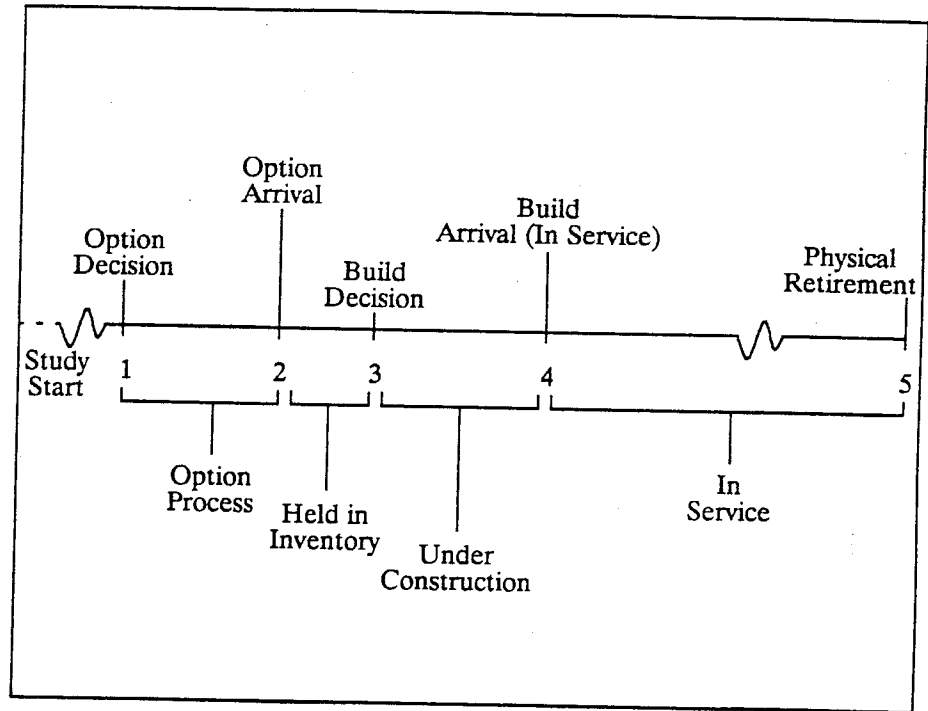 Option
Decision
Option
Arrival
Build
Decision
Build
Arrival (In Service)
Physical
Retirement
Study
Start
1
2
3
4
5
Option
Process
Held in
Inventory
Under
Construction
In
Service